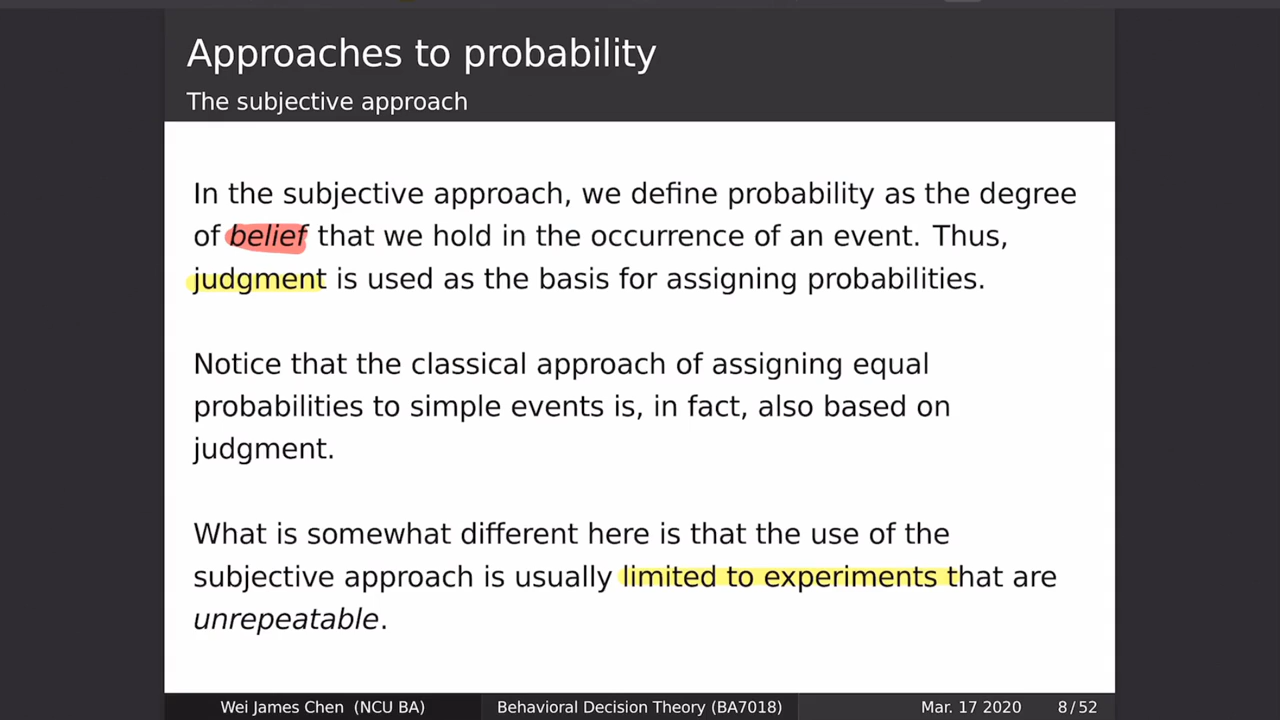 Approaches to probability
The subjective approach
In the subjective approach, we define probability as the degree
of belief that we hold in the occurrence of an event. Thus,
judgment is used as the basis for assigning probabilities.
Notice that the classical approach of assigning equal
probabilities to simple events is, in fact, also based on
judgment.
What is somewhat different here is that the use of the
subjective approach is usually limited to experiments that are
unrepeatable.
Wei James Chen (NCU BA) Behavioral Decision Theory (BA7018) Mar. 17 2020 8 / 52